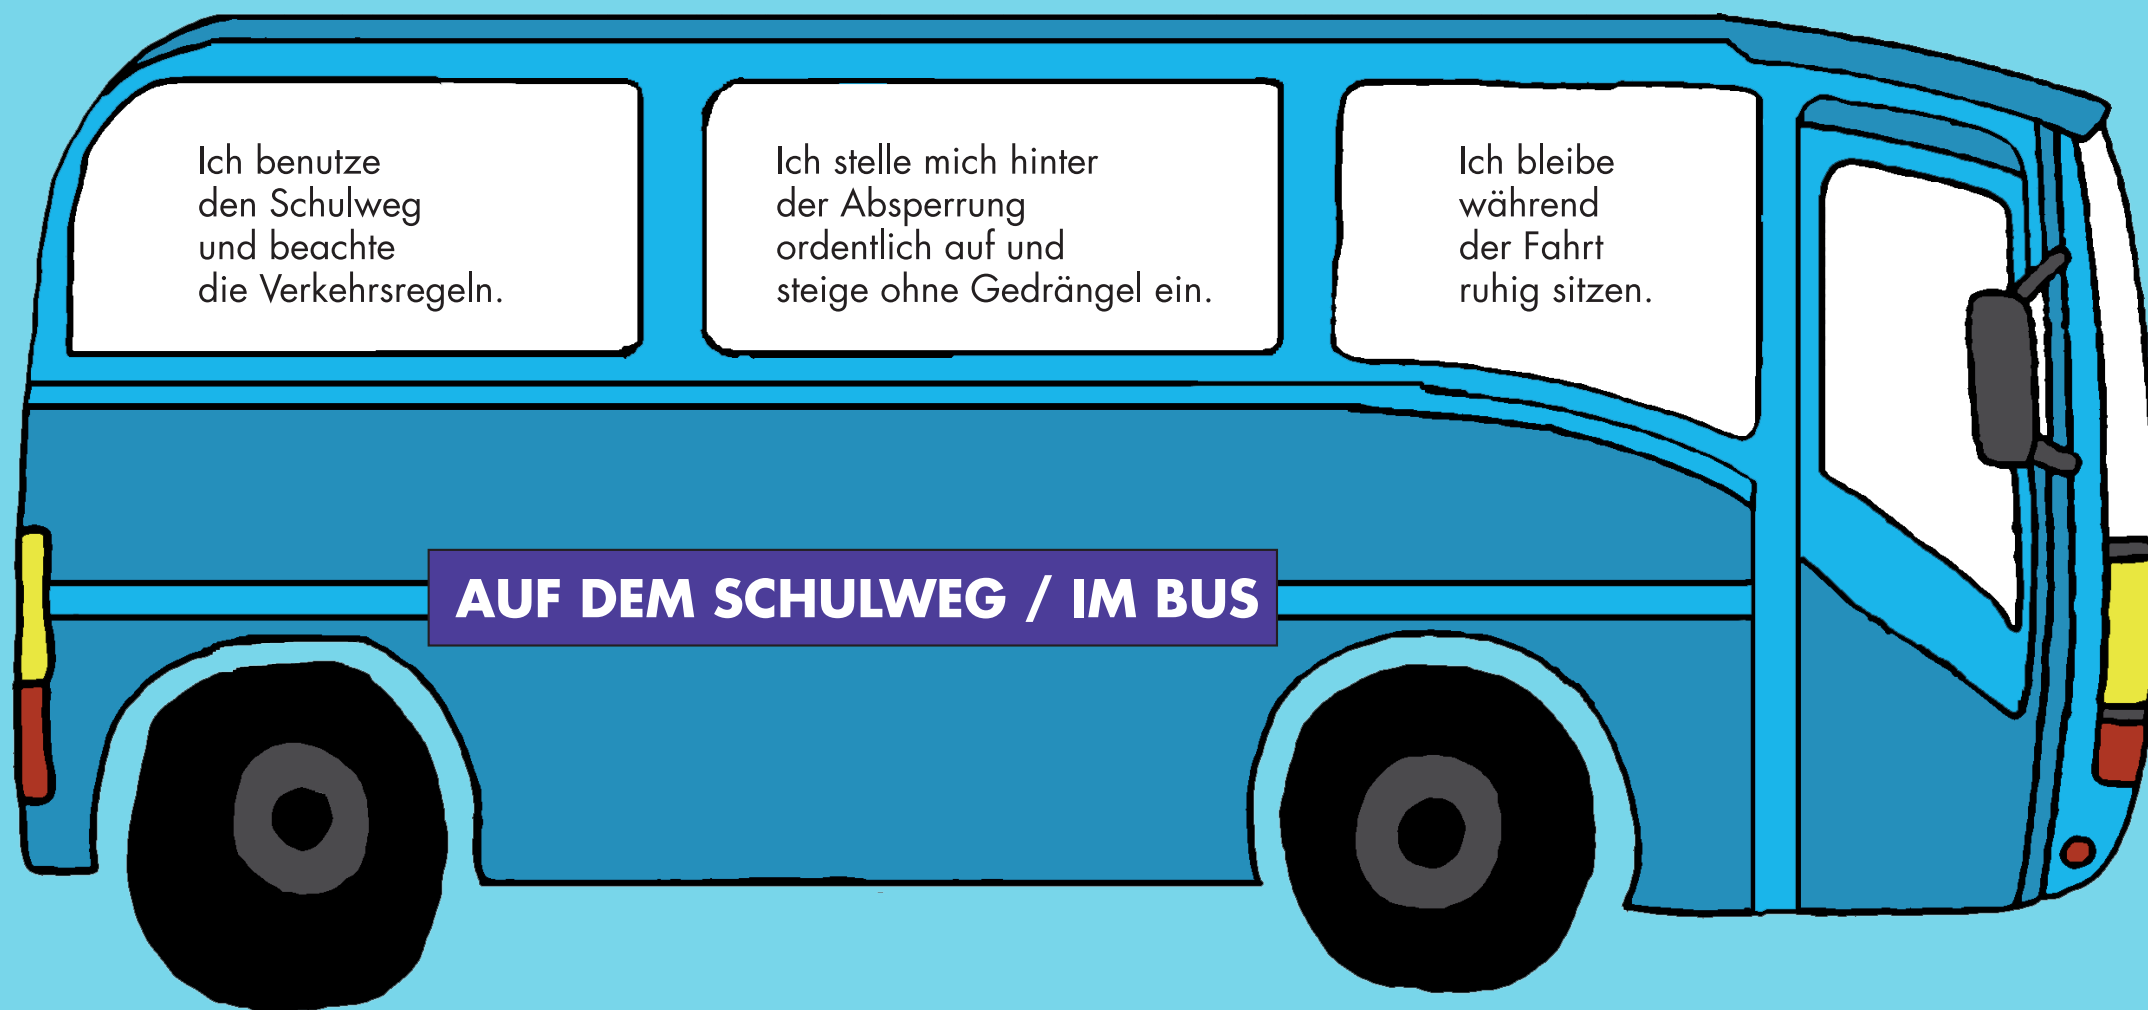 Ich benutze
den Schulweg
und beachte
die Verkehrsregeln.
Ich stelle mich hinter
der Absperrung
ordentlich auf und
steige ohne Gedrängel ein.
Ich bleibe
während
der Fahrt
ruhig sitzen.
AUF DEM SCHULWEG / IM BUS